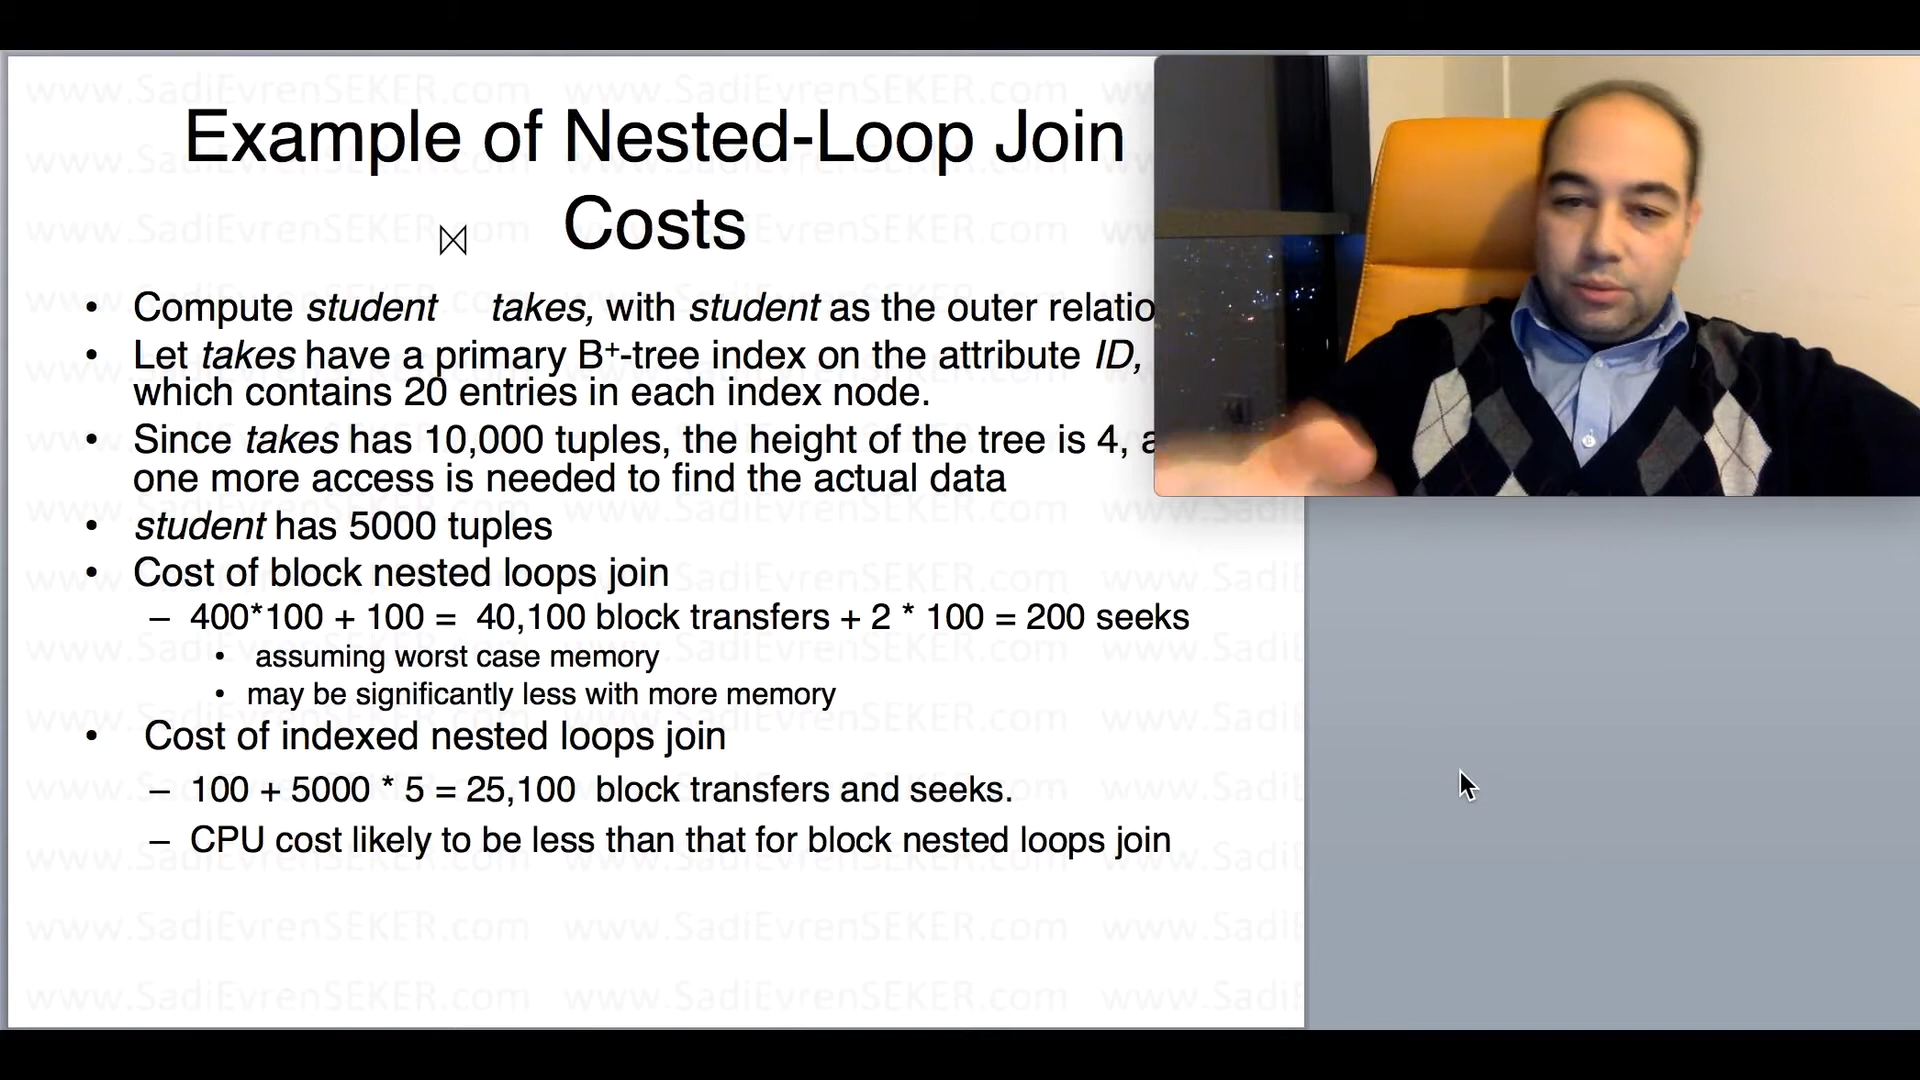 Example of Nested-Loop Join
Costs
⋈
• Compute student takes, with student as the outer relatio
• Let takes have a primary B+-tree index on the attribute ID,
which contains 20 entries in each index node.
• Since takes has 10,000 tuples, the height of the tree is 4, a
one more access is needed to find the actual data
• student has 5000 tuples
• Cost of block nested loops join
– 400*100 + 100 = 40,100 block transfers + 2 * 100 = 200 seeks
• assuming worst case memory
• may be significantly less with more memory
• Cost of indexed nested loops join
– 100 + 5000 * 5 = 25,100 block transfers and seeks.
– CPU cost likely to be less than that for block nested loops join
www.SadiEvrenSEKER.com www.SadiEvrenSEKER.com www.SadiE